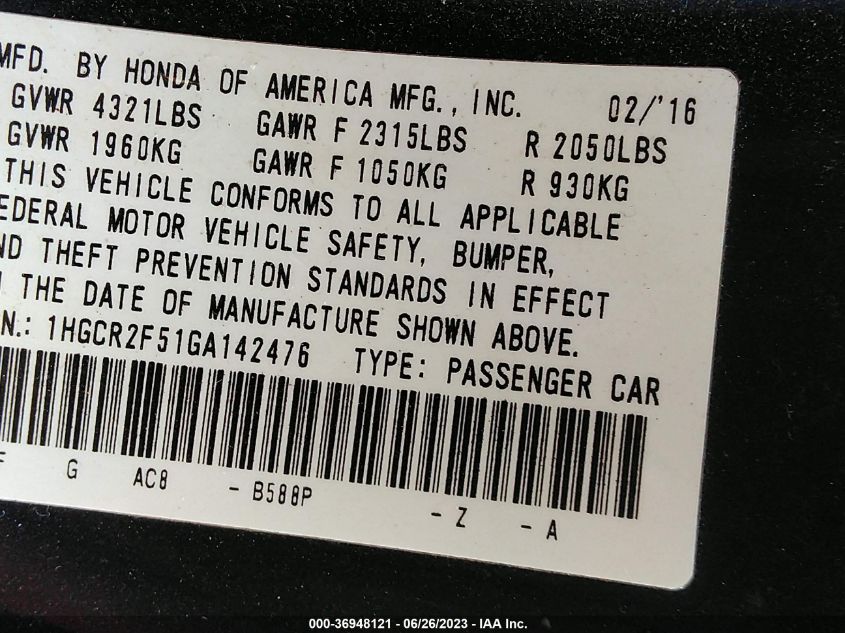 MFD. BY HONDA OF AMERICA MFG., INC. 02/'16
GVWR 4321LBS GAWR F 2315LBS R 2050LBS
GVWR 1960KG GAWR F 1050KG R 930KG
THIS VEHICLE CONFORMS TO ALL APPLICABLE
EDERAL MOTOR VEHICLE SAFETY, BUMPER,
ND THEFT PREVENTION STANDARDS IN EFFECT
THE DATE OF MANUFACTURE SHOWN ABOVE.
N.: 1HGCR2F51GA142476 TYPE: PASSENGER CAR
F G AC8 - B588P - Z - A
000-36948121 - 06/26/2023 - IAA Inc.